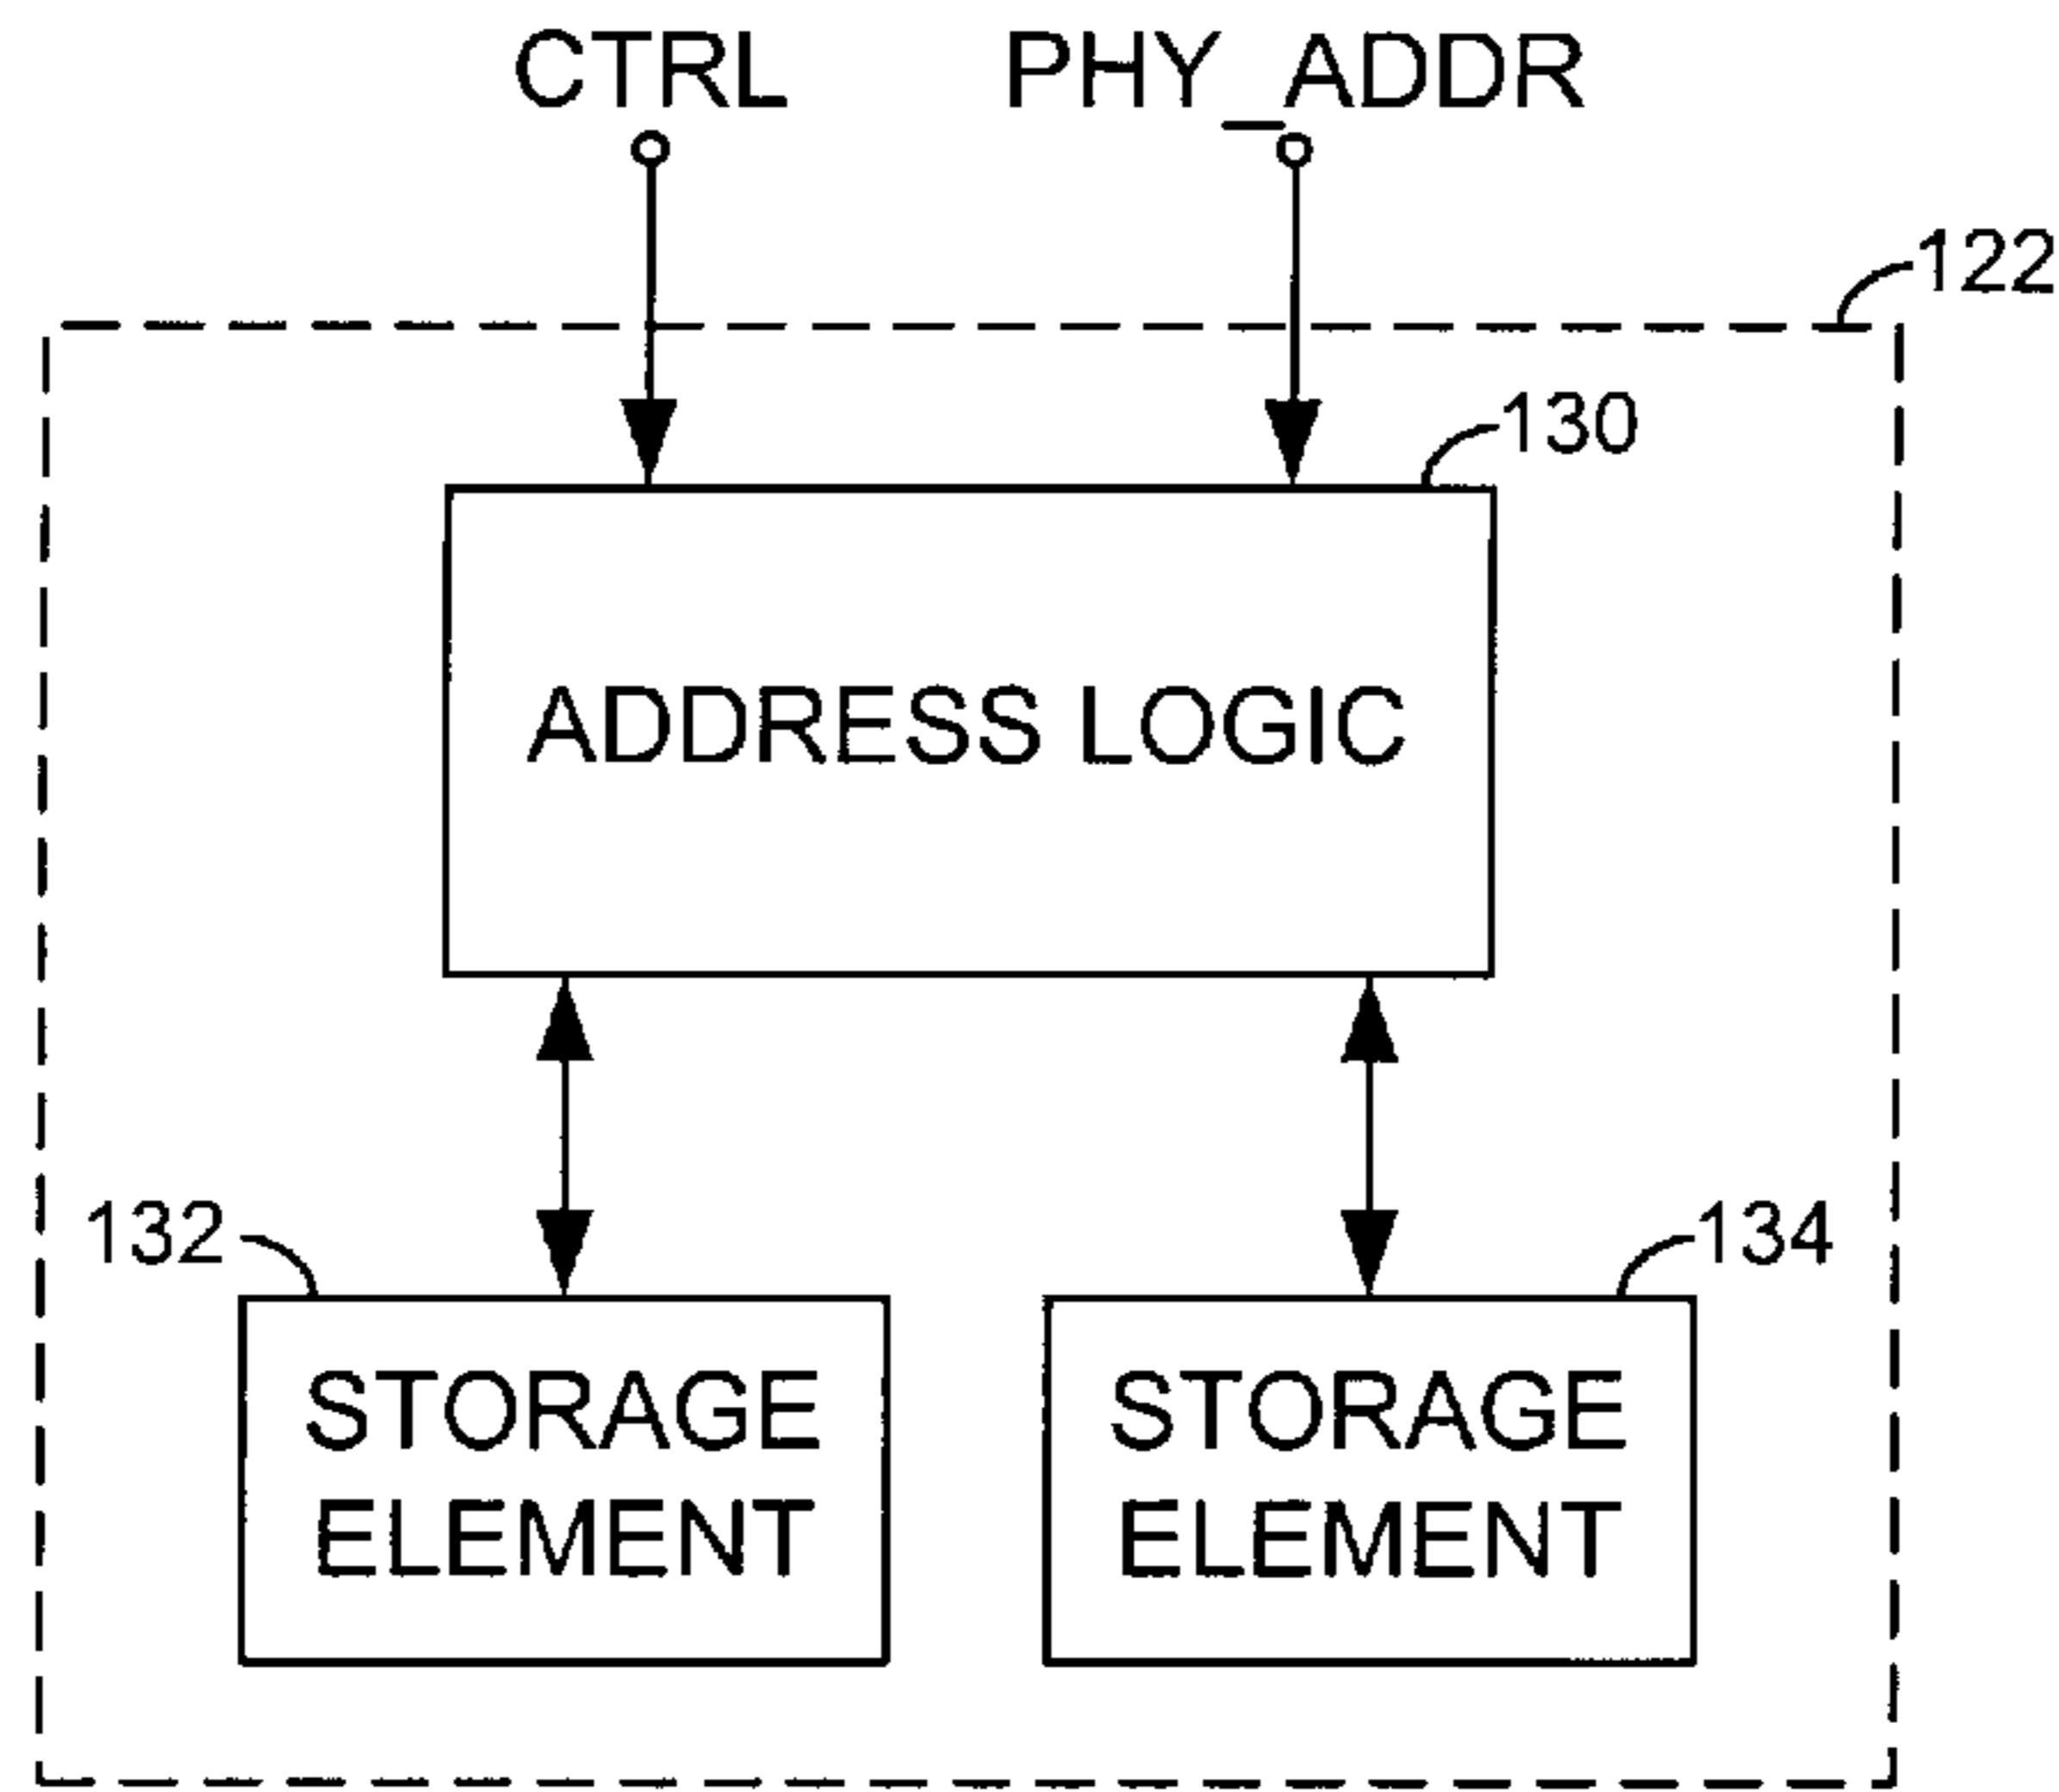 CTRL PHY_ADDR
122
130
ADDRESS LOGIC
132
134
STORAGE
ELEMENT
STORAGE
ELEMENT